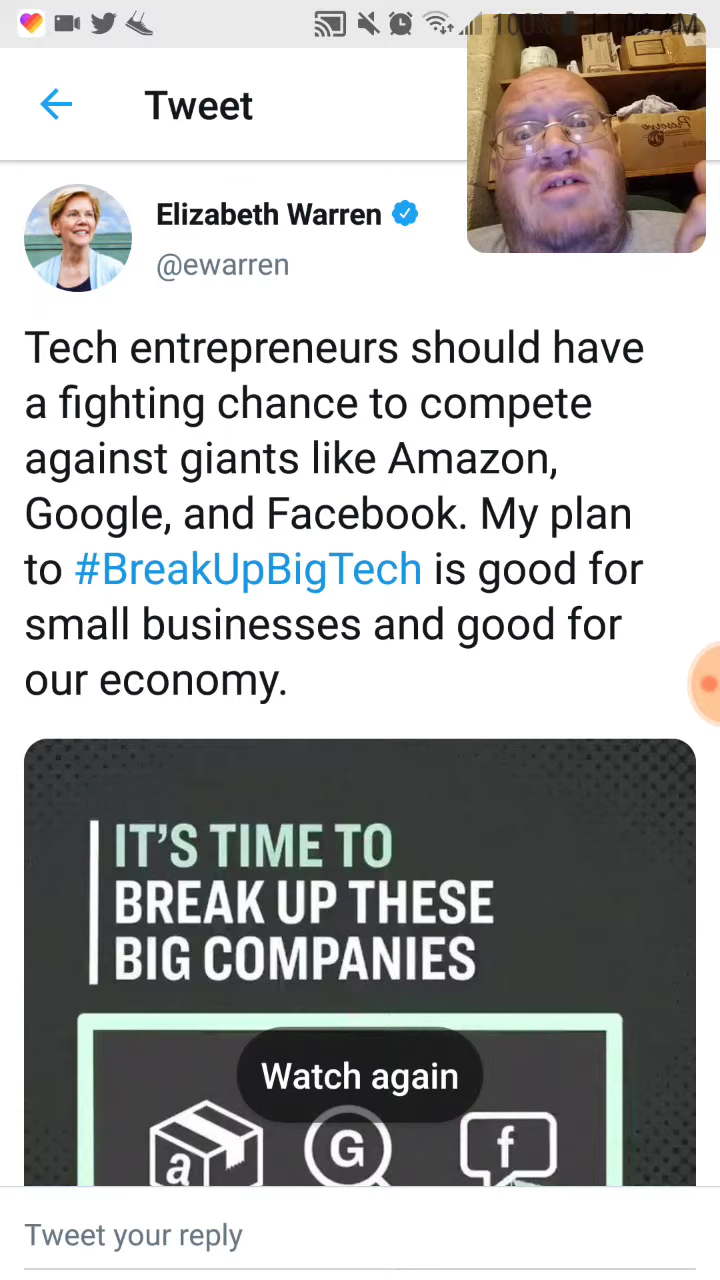 Tweet
Elizabeth Warren
@ewarren
Tech entrepreneurs should have
a fighting chance to compete
against giants like Amazon,
Google, and Facebook. My plan
to #BreakUpBigTech is good for
small businesses and good for
our economy.
IT'S TIME TO
BREAK UP THESE
BIG COMPANIES
Watch again
a
G
f
Tweet your reply